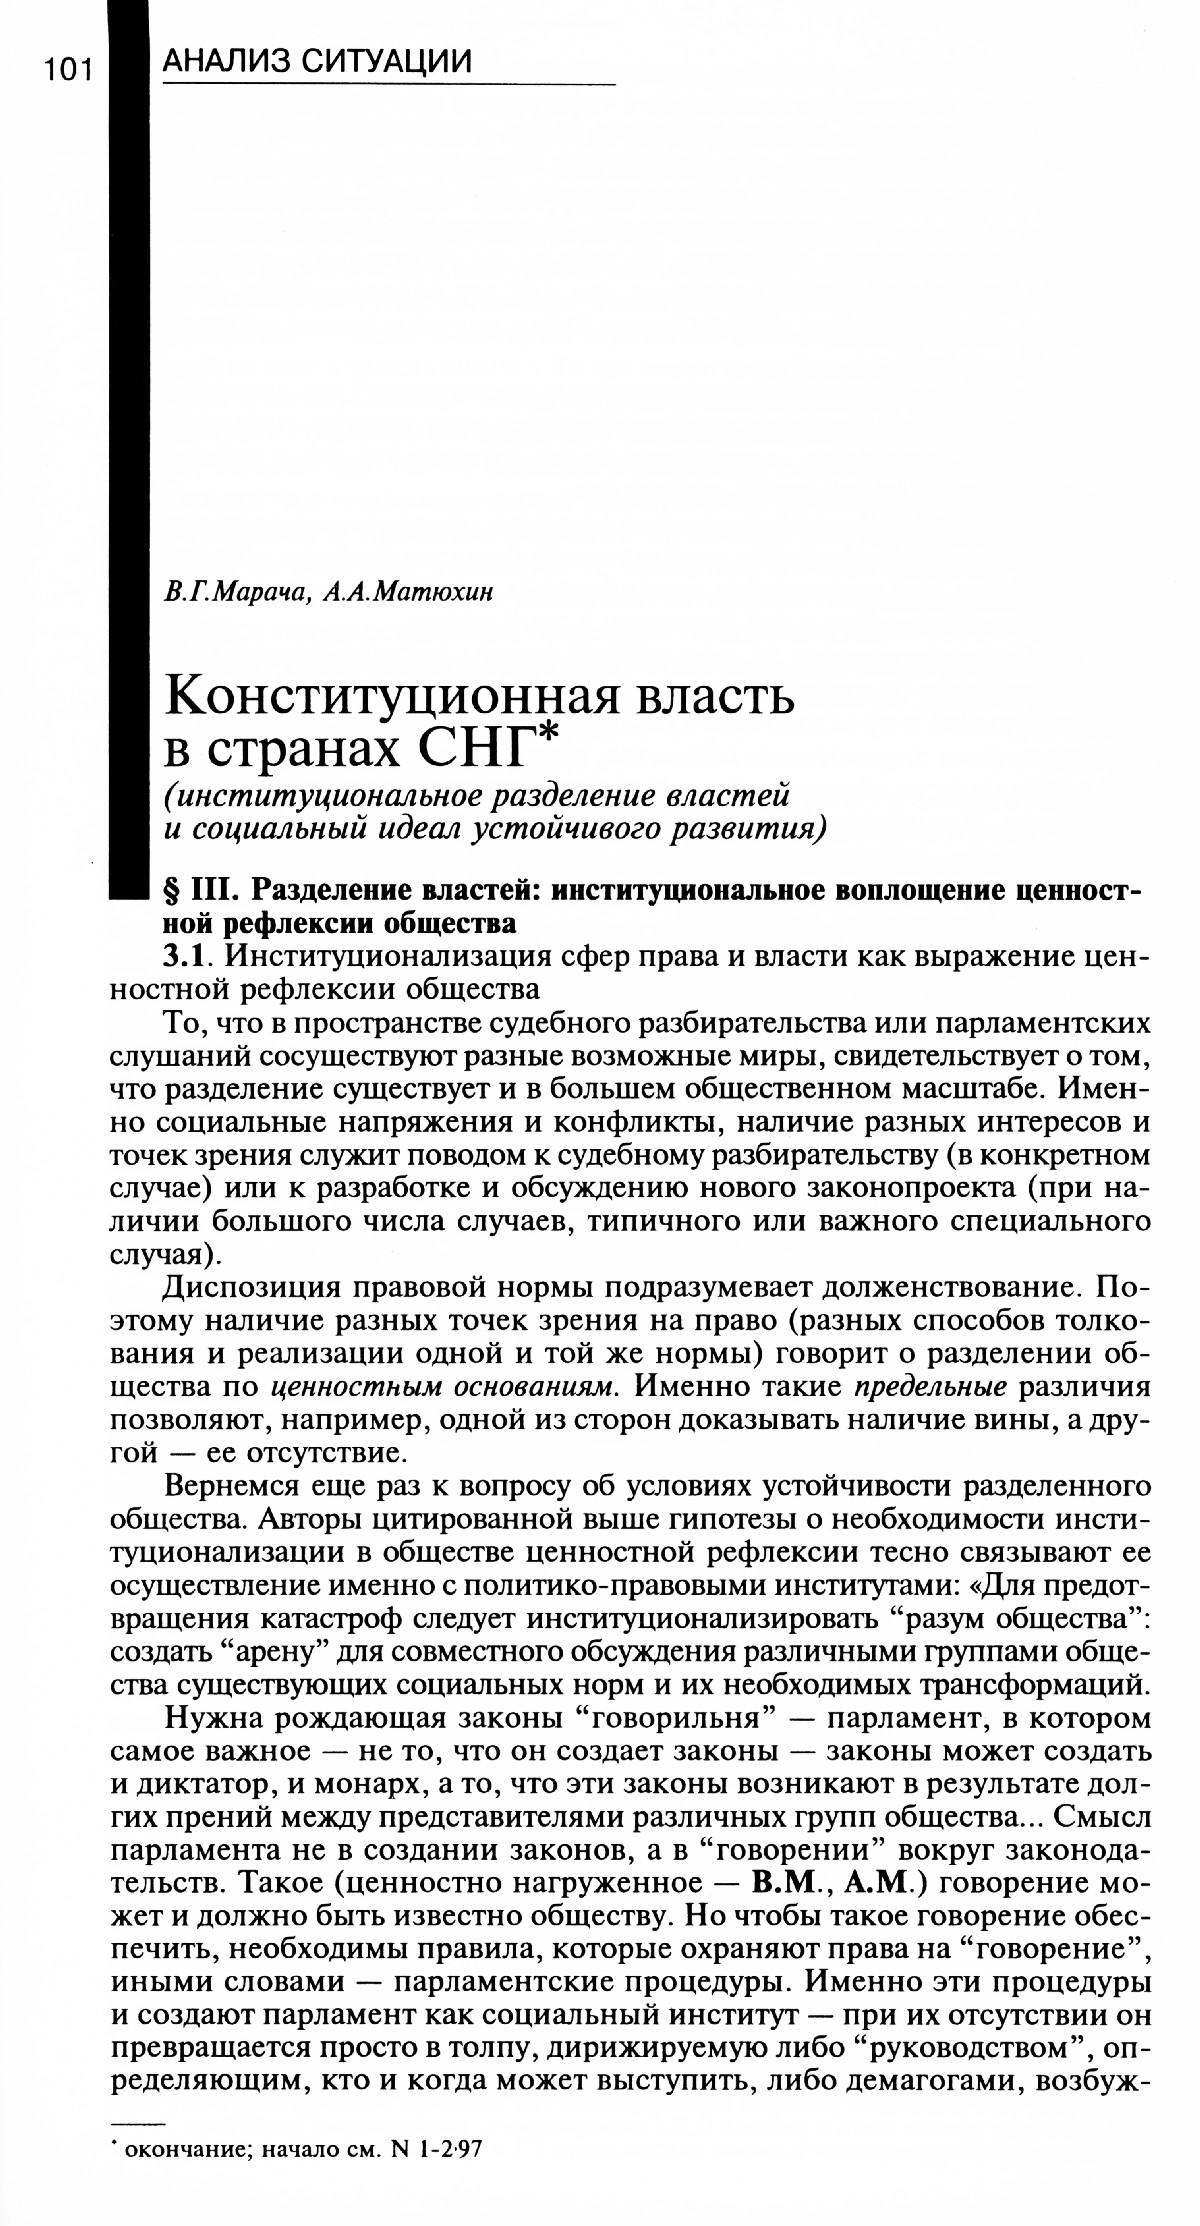 101
АНАЛИЗ СИТУАЦИИ
В.Г.Марача, А.А.Матюхин
Конституционная власть
в странах СНГ*
(институциональное разделение властей
и социальный идеал устойчивого развития)
§ III. Разделение властей: институциональное воплощение ценност-
ной рефлексии общества
3.1. Институционализация сфер права и власти как выражение цен-
ностной рефлексии общества
То, что в пространстве судебного разбирательства или парламентских
слушаний сосуществуют разные возможные миры, свидетельствует о том,
что разделение существует и в большем общественном масштабе. Имен-
но социальные напряжения и конфликты, наличие разных интересов и
точек зрения служит поводом к судебному разбирательству (в конкретном
случае) или к разработке и обсуждению нового законопроекта (при на-
личии большого числа случаев, типичного или важного специального
случая).
Диспозиция правовой нормы подразумевает долженствование. По-
этому наличие разных точек зрения на право (разных способов толко-
вания и реализации одной и той же нормы) говорит о разделении об-
щества по ценностным основаниям. Именно такие предельные различия
позволяют, например, одной из сторон доказывать наличие вины, а дру-
гой — ее отсутствие.
Вернемся еще раз к вопросу об условиях устойчивости разделенного
общества. Авторы цитированной выше гипотезы о необходимости инсти-
туционализации в обществе ценностной рефлексии тесно связывают ее
осуществление именно с политико-правовыми институтами: «Для предот-
вращения катастроф следует институционализировать “разум общества”:
создать “арену” для совместного обсуждения различными группами обще-
ства существующих социальных норм и их необходимых трансформаций.
Нужна рождающая законы “говорильня” — парламент, в котором
самое важное — не то, что он создает законы — законы может создать
и диктатор, и монарх, а то, что эти законы возникают в результате дол-
гих прений между представителями различных групп общества... Смысл
парламента не в создании законов, а в “говорении” вокруг законода-
тельств. Такое (ценностно нагруженное — В.М., А.М.) говорение мо-
жет и должно быть известно обществу. Но чтобы такое говорение обес-
печить, необходимы правила, которые охраняют права на “говорение”,
иными словами — парламентские процедуры. Именно эти процедуры
и создают парламент как социальный институт — при их отсутствии он
превращается просто в толпу, дирижируемую либо “руководством”, оп-
ределяющим, кто и когда может выступить, либо демагогами, возбуж-
* окончание; начало см. N 1-2'97